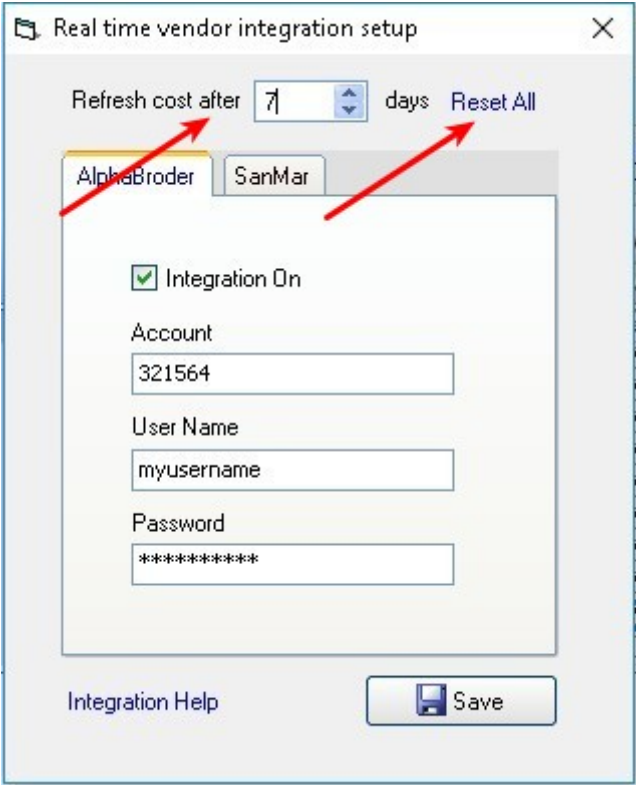 Real time vendor integration setup
Refresh cost after 7 days Reset All
AlphaBroder SanMar
Integration On
Account
321564
User Name
myusername
Password
**********
Integration Help Save